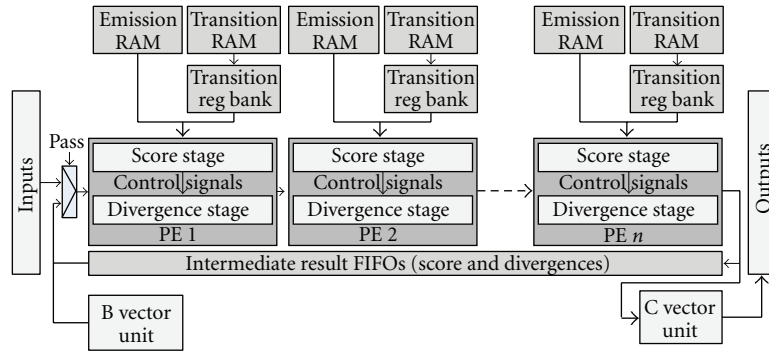 Emission
RAM
Transition
RAM
Emission
RAM
Transition
RAM
Emission
RAM
Transition
RAM
Transition
reg bank
Transition
reg bank
Transition
reg bank
Inputs
Pass
Score stage
Control signals
Divergence stage
PE 1
Score stage
Control signals
Divergence stage
PE 2
Score stage
Control signals
Divergence stage
PE n
Outputs
Intermediate result FIFOs (score and divergences)
B vector
unit
C vector
unit